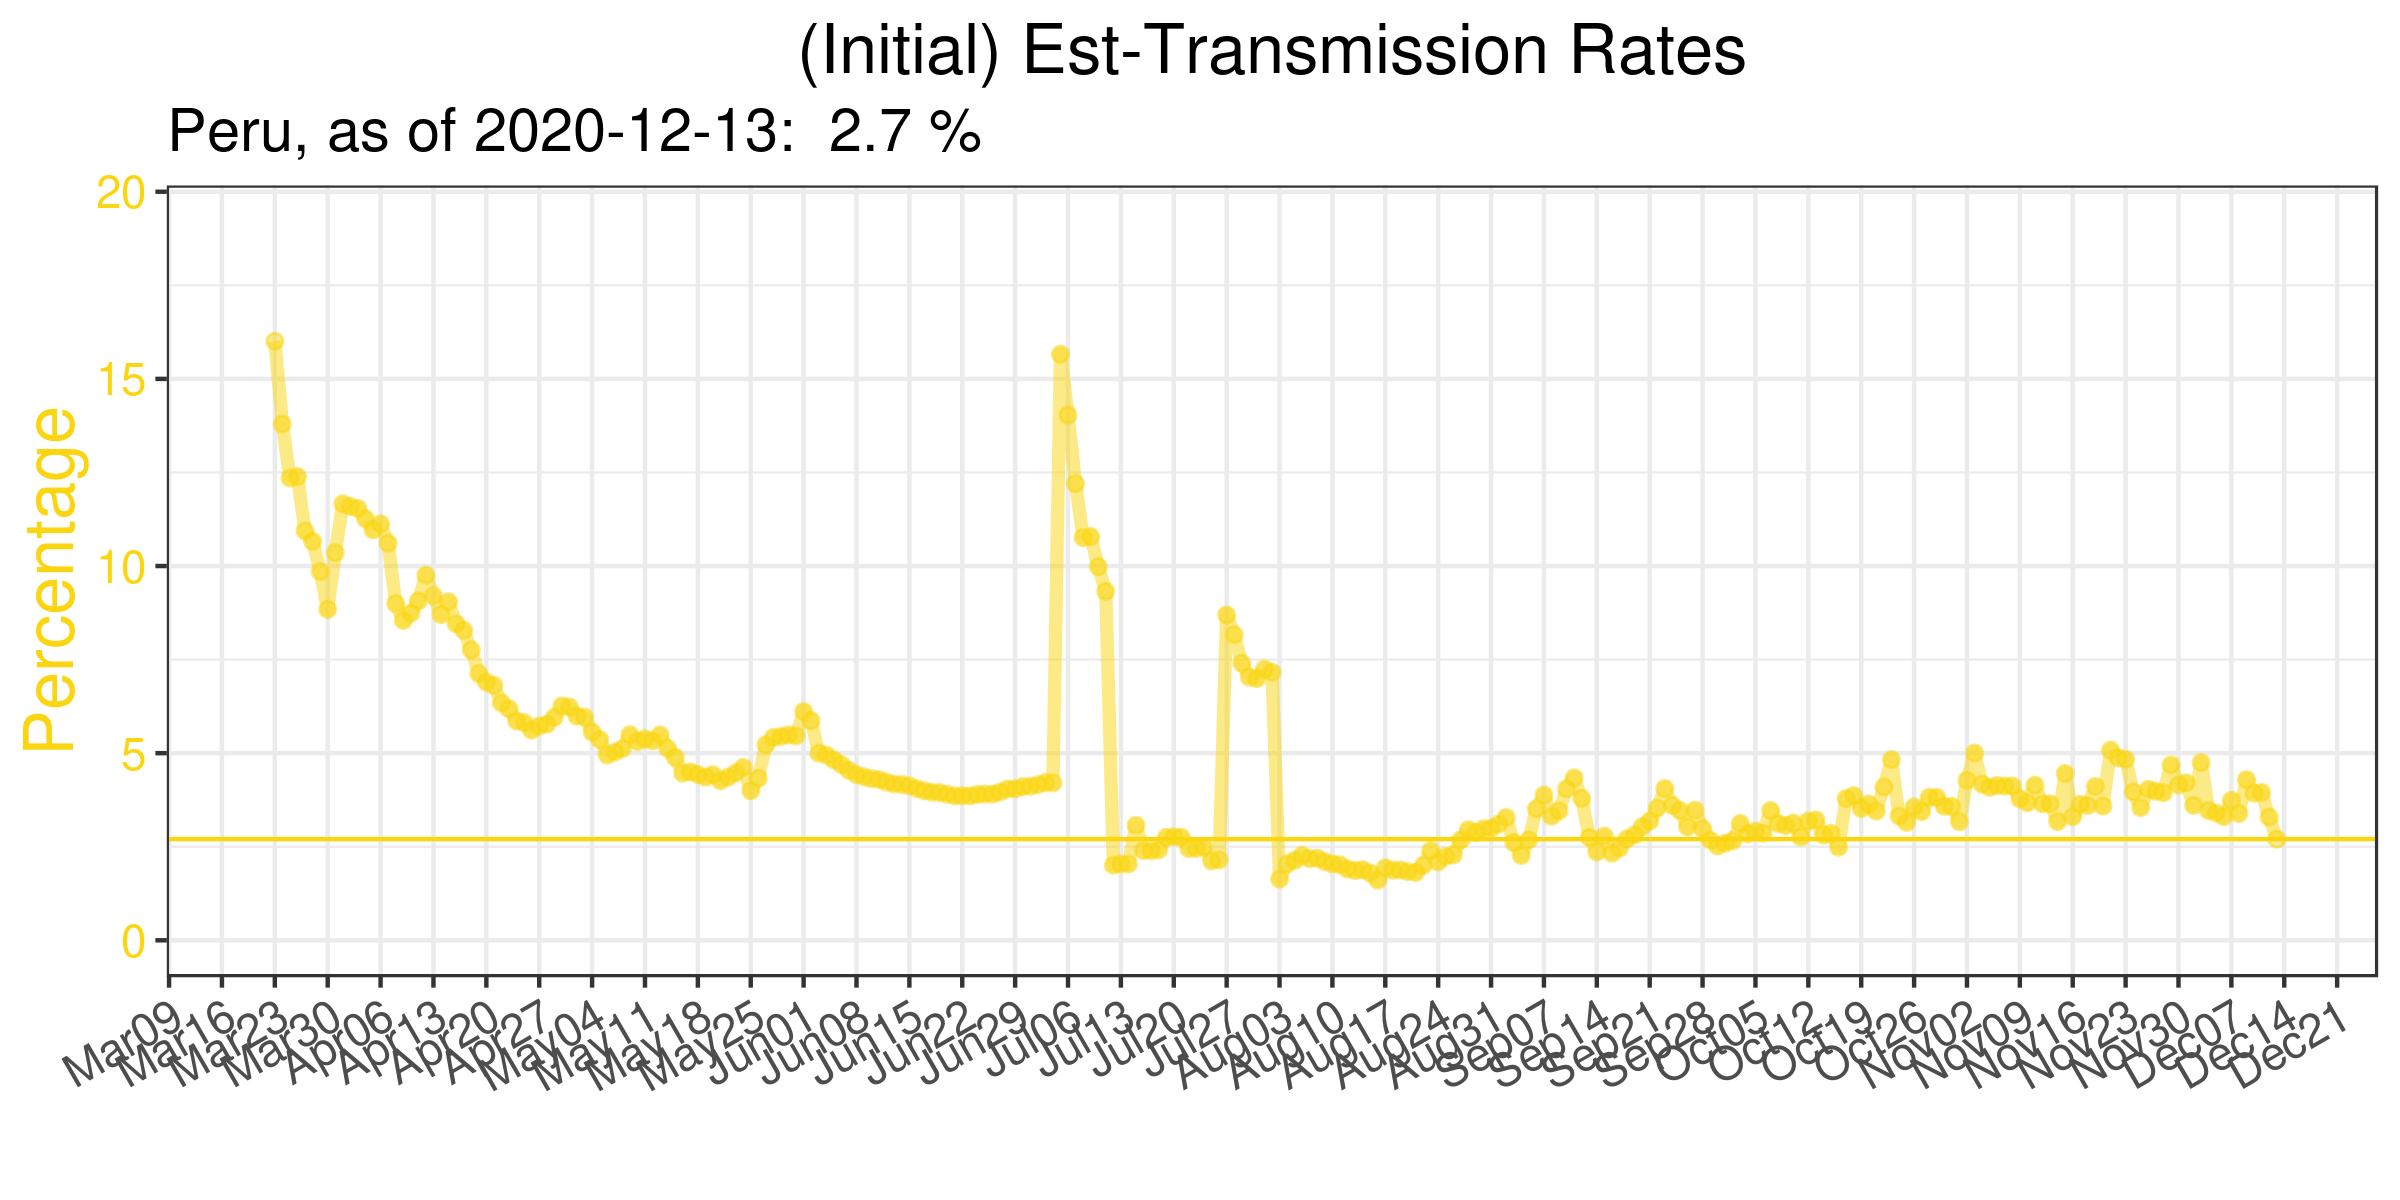 (Initial) Est-Transmission Rates
Peru, as of 2020-12-13:  2.7 %
Percentage
20
15
10
5
0
Mar09
Mar16
Mar23
Mar30
Apr06
Apr13
Apr20
Apr27
May04
May11
May18
May25
Jun01
Jun08
Jun15
Jun22
Jun29
Jul06
Jul13
Jul20
Jul27
Aug03
Aug10
Aug17
Aug24
Aug31
Sep07
Sep14
Sep21
Sep28
Oct05
Oct12
Oct19
Oct26
Nov02
Nov09
Nov16
Nov23
Nov30
Dec07
Dec14
Dec21